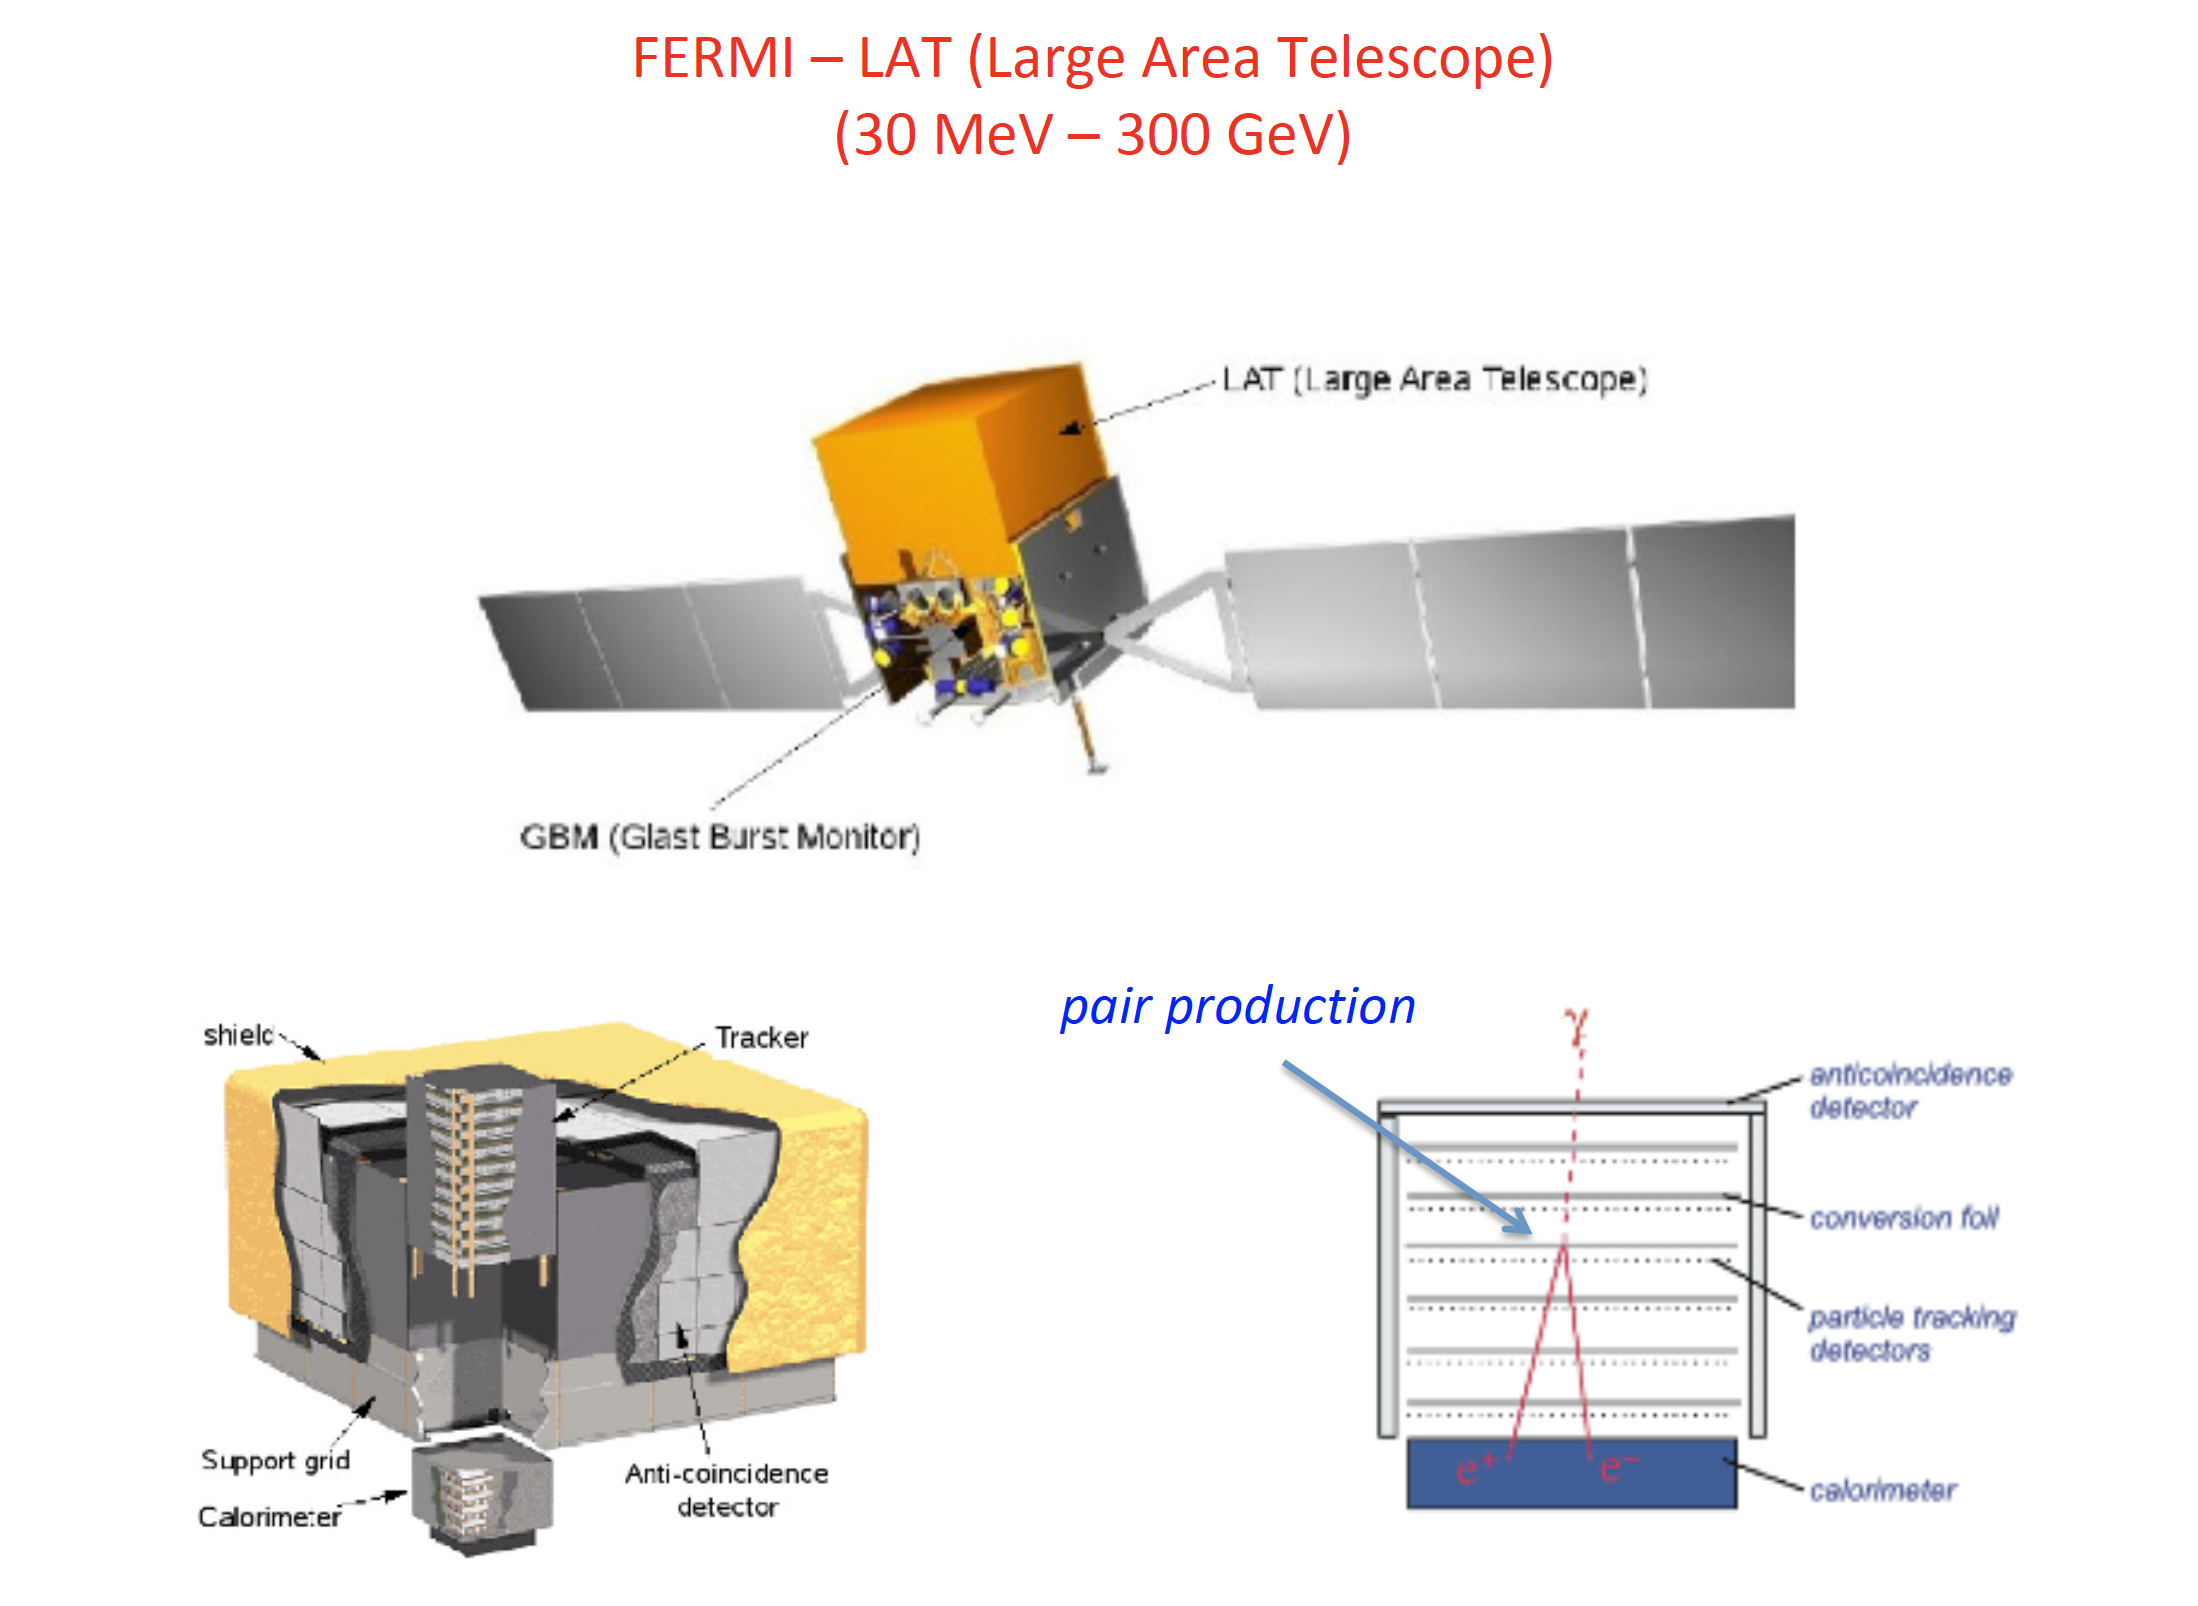 FERMI – LAT (Large Area Telescope)
(30 MeV – 300 GeV)
LAT (Large Area Telescope)
GBM (Glast Burst Monitor)
shield
Tracker
Support grid
Calorimeter
Anti-coincidence
detector
pair production
γ
anticoincidence
detector
conversion foil
particle tracking
detectors
e⁺ e⁻
calorimeter